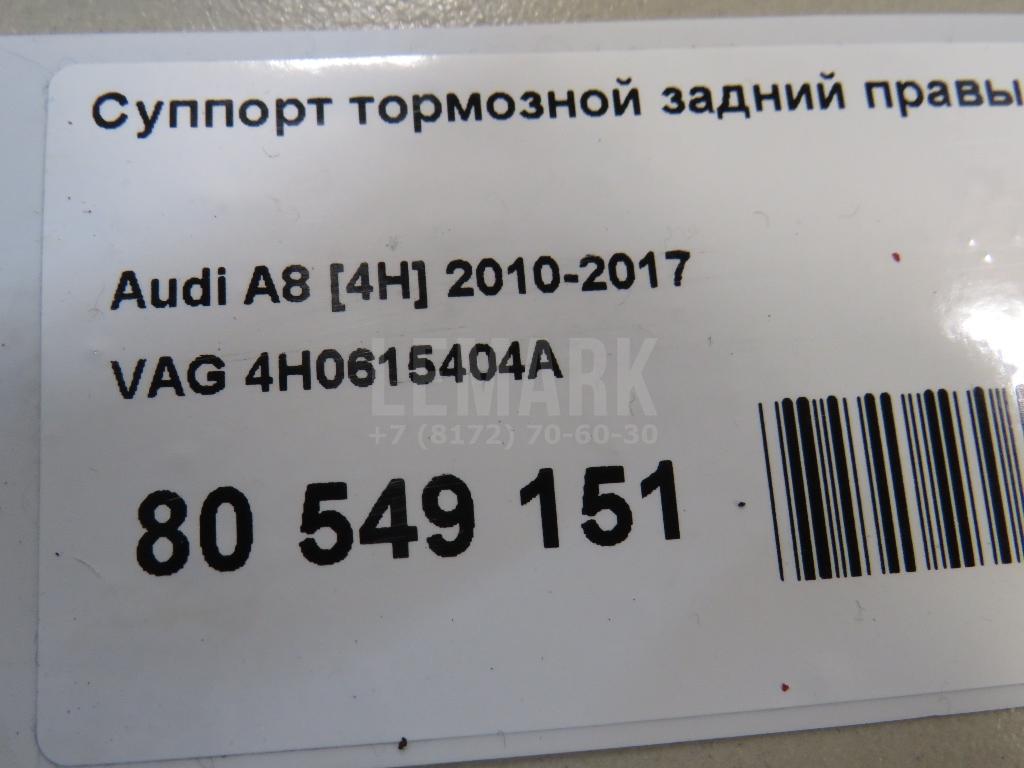 Суппорт тормозной задний правы
Audi A8 [4H] 2010-2017
VAG 4H0615404A
LEMARK
+7 (8172) 70-60-30
80 549 151